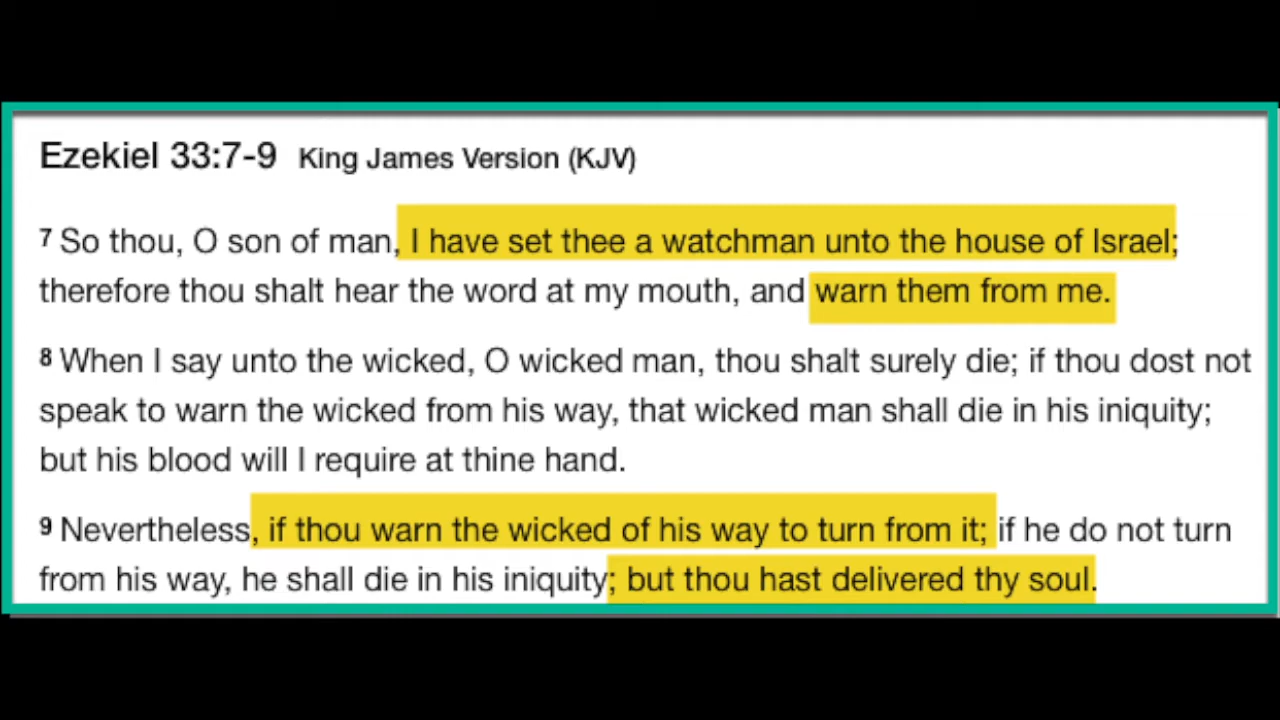 Ezekiel 33:7-9 King James Version (KJV)
7 So thou, O son of man, I have set thee a watchman unto the house of Israel;
therefore thou shalt hear the word at my mouth, and warn them from me.
8 When I say unto the wicked, O wicked man, thou shalt surely die; if thou dost not
speak to warn the wicked from his way, that wicked man shall die in his iniquity;
but his blood will I require at thine hand.
9 Nevertheless, if thou warn the wicked of his way to turn from it; if he do not turn
from his way, he shall die in his iniquity; but thou hast delivered thy soul.